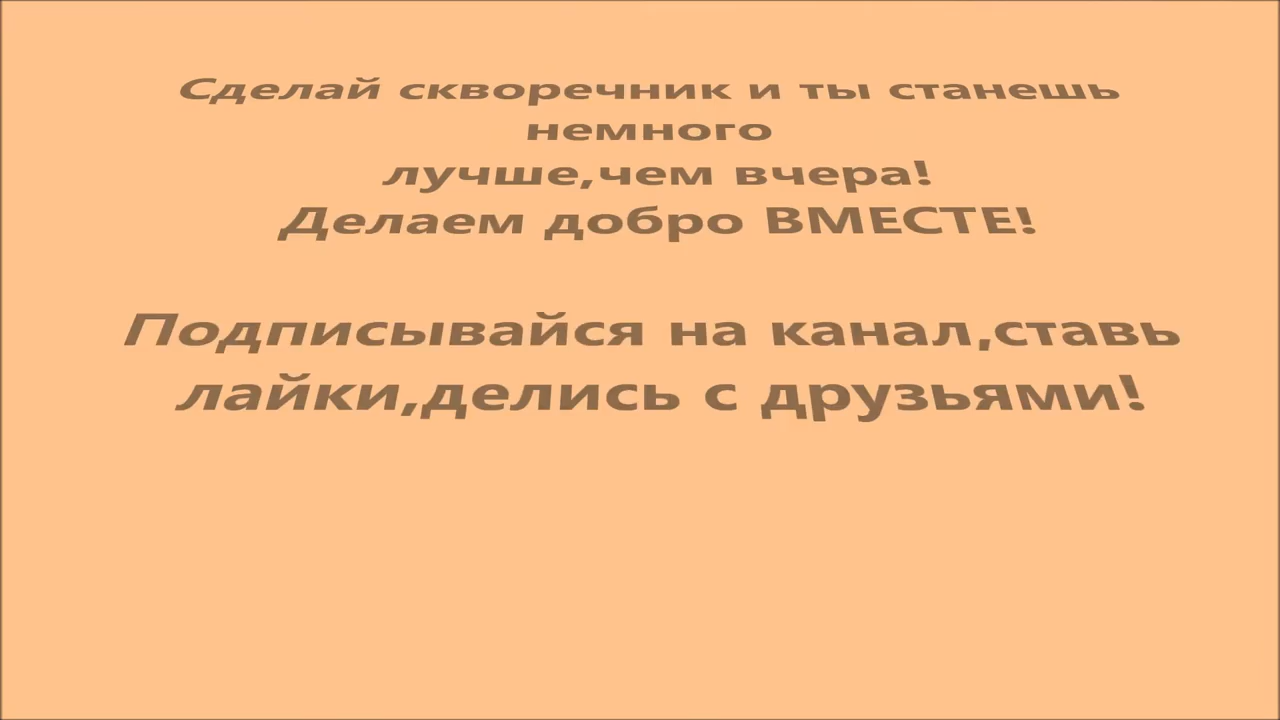 Сделай скворечник и ты станешь
немного
лучше,чем вчера!
Делаем добро ВМЕСТЕ!
Подписывайся на канал,ставь
лайки,делись с друзьями!